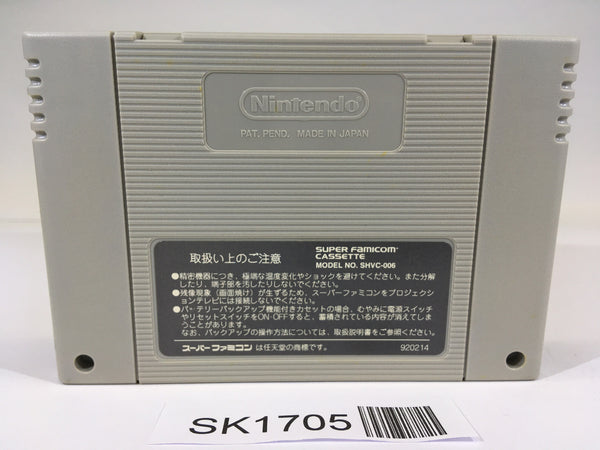 Nintendo
PAT. PEND. MADE IN JAPAN
取扱い上のご注意
SUPER FAMICOM
CASSETTE
MODEL NO. SHVC-006
●精密機器につき、極端な温度変化やショックを避けてください。また分解
したり、端子部を汚したりしないでください。
●残像現象（画面焼け）が生ずるため、スーパーファミコンをプロジェクシ
ョンテレビには接続しないでください。
●バッテリーバックアップ機能付きカセットの場合、むやみに電源スイッチ
やリセットスイッチをON・OFFすると、蓄積されている内容が消えてしま
うことがあります。
なお、バックアップの操作方法については、取扱説明書をご参照ください。
スーパーファミコンは任天堂の商標です。
920214
SK1705